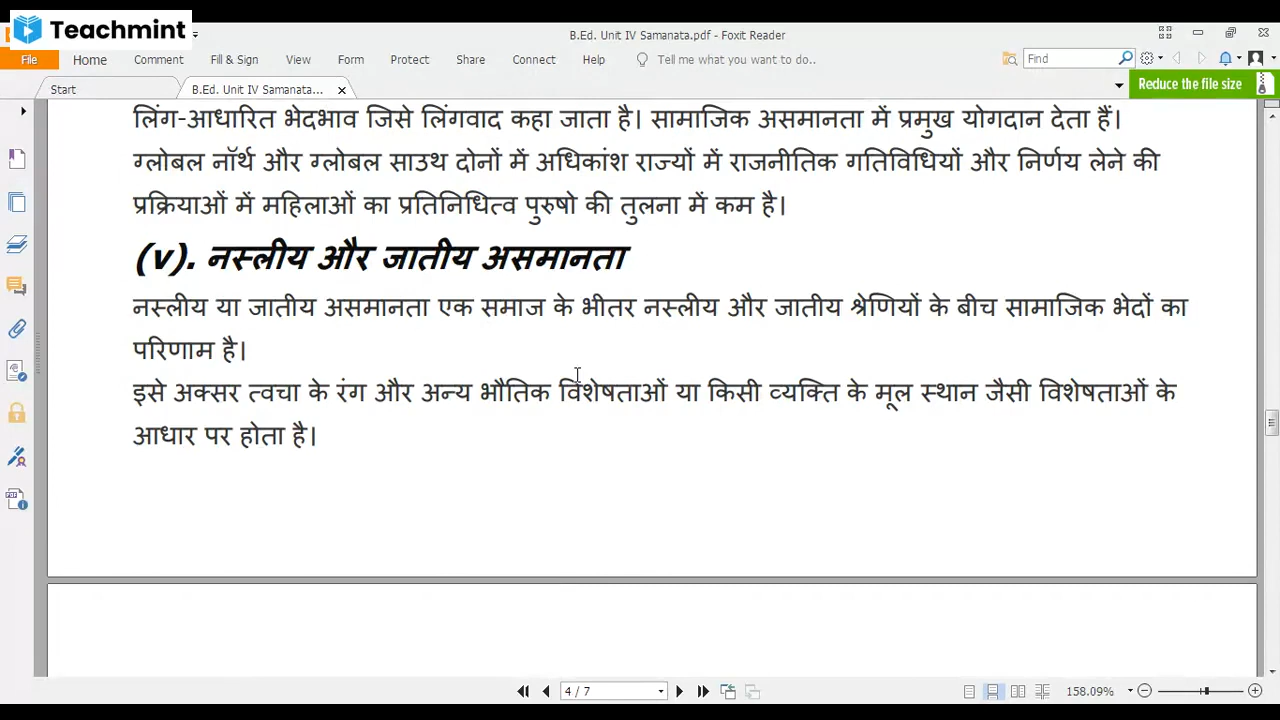 Teachmint
B.Ed. Unit IV Samanata.pdf - Foxit Reader
File Home Comment Fill & Sign View Form Protect Share Connect Help Tell me what you want to do.. Find
Start B.Ed. Unit IV Samanata... Reduce the file size
लिंग-आधारित भेदभाव जिसे लिंगवाद कहा जाता है। सामाजिक असमानता में प्रमुख योगदान देता हैं।
ग्लोबल नॉर्थ और ग्लोबल साउथ दोनों में अधिकांश राज्यों में राजनीतिक गतिविधियों और निर्णय लेने की
प्रक्रियाओं में महिलाओं का प्रतिनिधित्व पुरुषो की तुलना में कम है।
(v). नस्लीय और जातीय असमानता
नस्लीय या जातीय असमानता एक समाज के भीतर नस्लीय और जातीय श्रेणियों के बीच सामाजिक भेदों का
परिणाम है।
इसे अक्सर त्वचा के रंग और अन्य भौतिक विशेषताओं या किसी व्यक्ति के मूल स्थान जैसी विशेषताओं के
आधार पर होता है।
4 / 7 158.09%